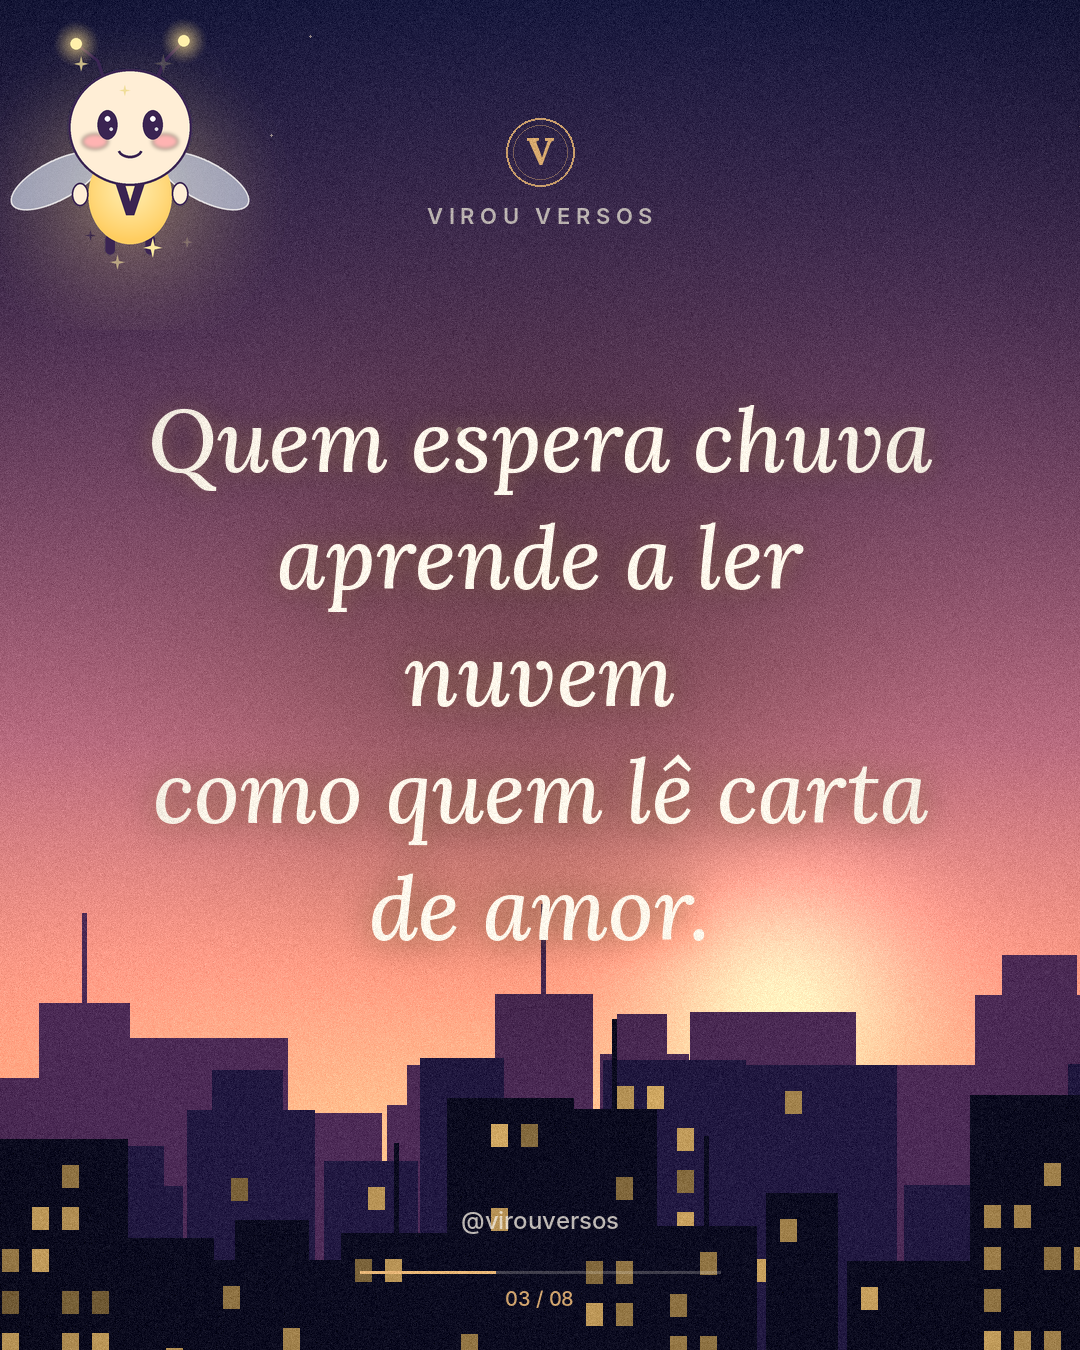 V
VIROU VERSOS
V
Quem espera chuva
aprende a ler
nuvem
como quem lê carta
de amor.
@virouversos
03 / 08